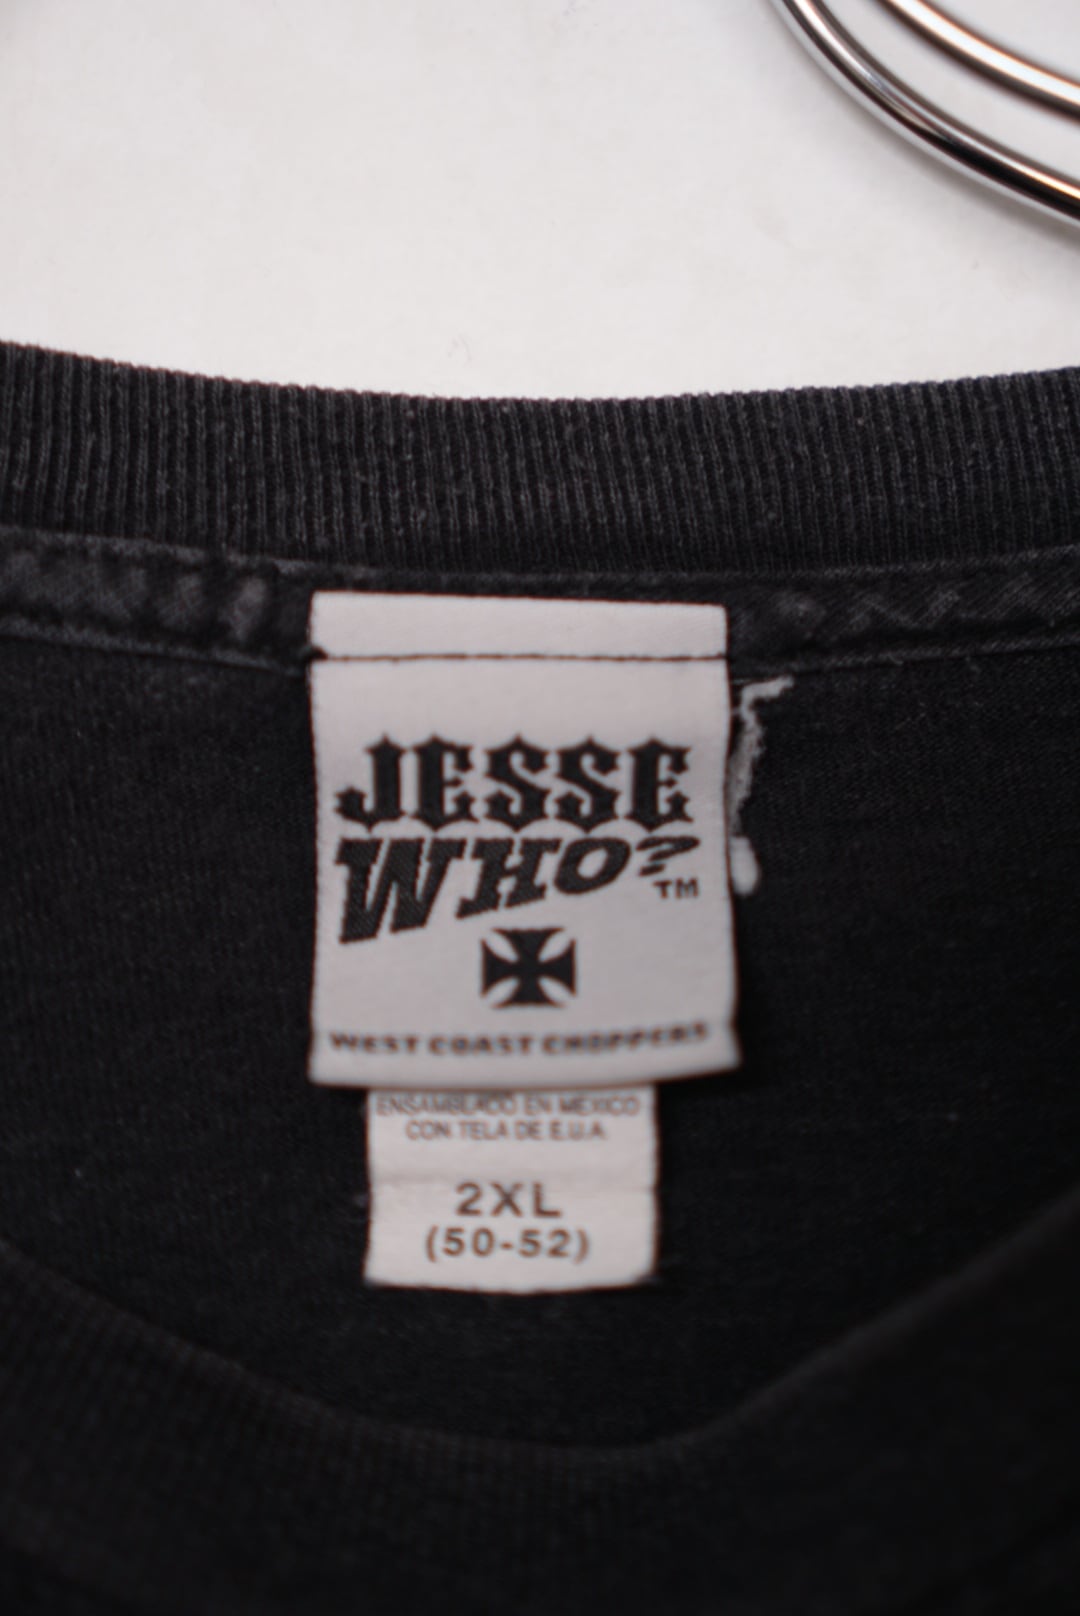 JESSE
WHO?
TM
WEST COAST CHOPPERS
ENSAMBLADO EN MEXICO
CON TELA DE E.U.A.
2XL
(50-52)